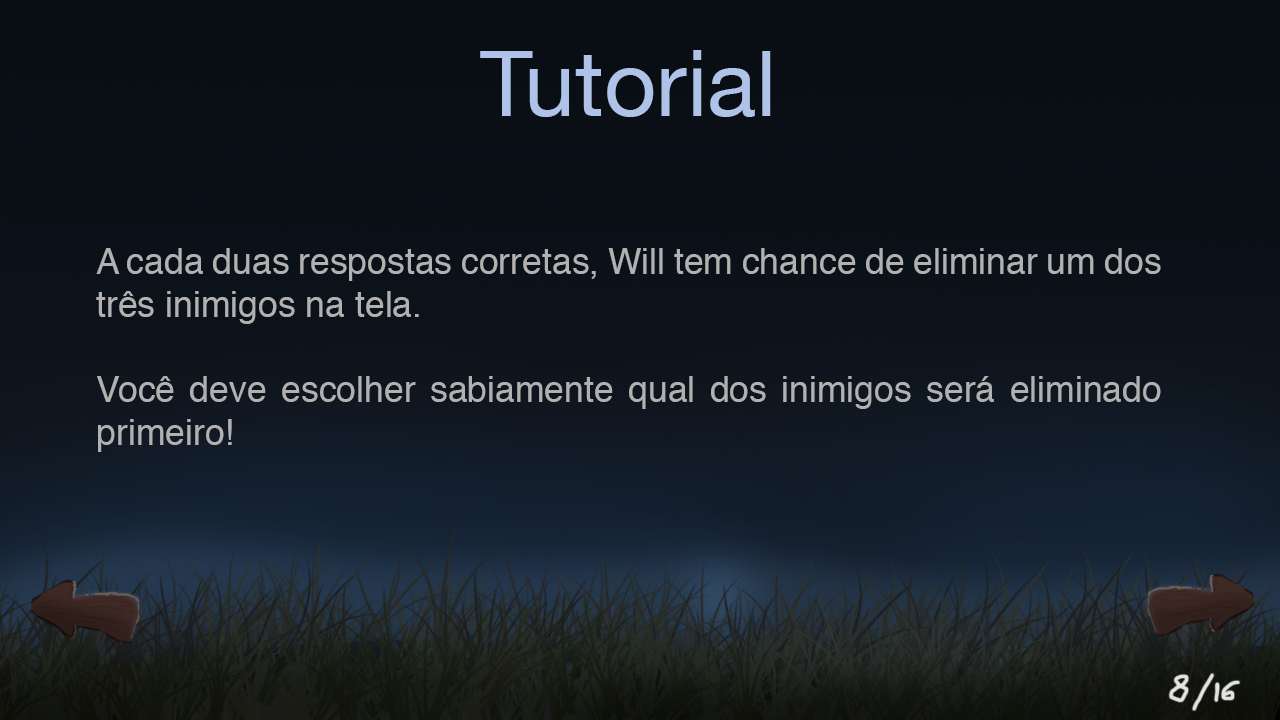 Tutorial
A cada duas respostas corretas, Will tem chance de eliminar um dos
três inimigos na tela.
Você deve escolher sabiamente qual dos inimigos será eliminado
primeiro!
8/16